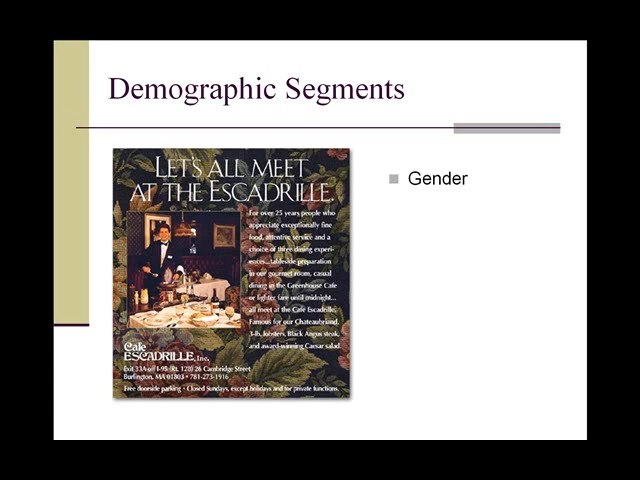 Demographic Segments
LET'S ALL MEET
AT THE ESCADRILLE.
Gender
For over 25 years people who
appreciate exceptionally fine
food, attentive service and a
choice of three dining experi-
ences...tableside preparation
in our gourmet room, casual
dining in the Greenhouse Cafe
or lighter fare until midnight...
all meet at the Cafe Escadrille.
Famous for our Chateaubriand,
3-lb. lobsters, Black Angus steak,
and award-winning Caesar salad.
Cafe
ESCADRILLE, Inc.
Exit 33A off I-95 (Rt. 128) 26 Cambridge Street
Burlington, MA 01803 • 781-273-1916
Free doorside parking • Closed Sundays, except holidays and for private functions.